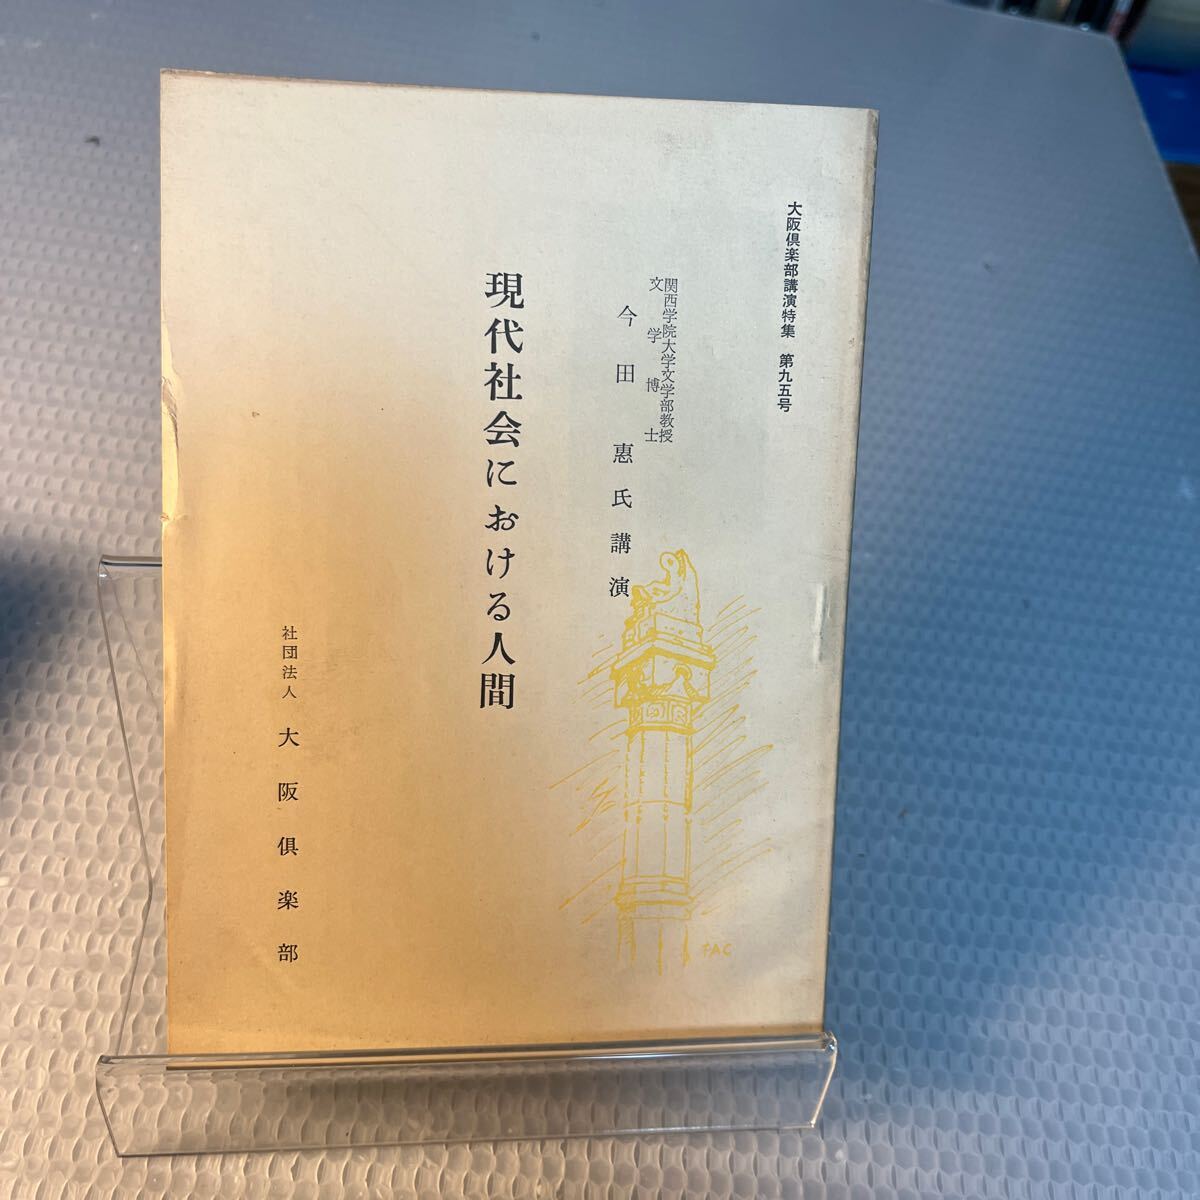 大阪倶楽部講演特集　第九五号
関西学院大学文学部教授
文学博士
今田恵氏講演
現代社会における人間
社団法人　大阪倶楽部